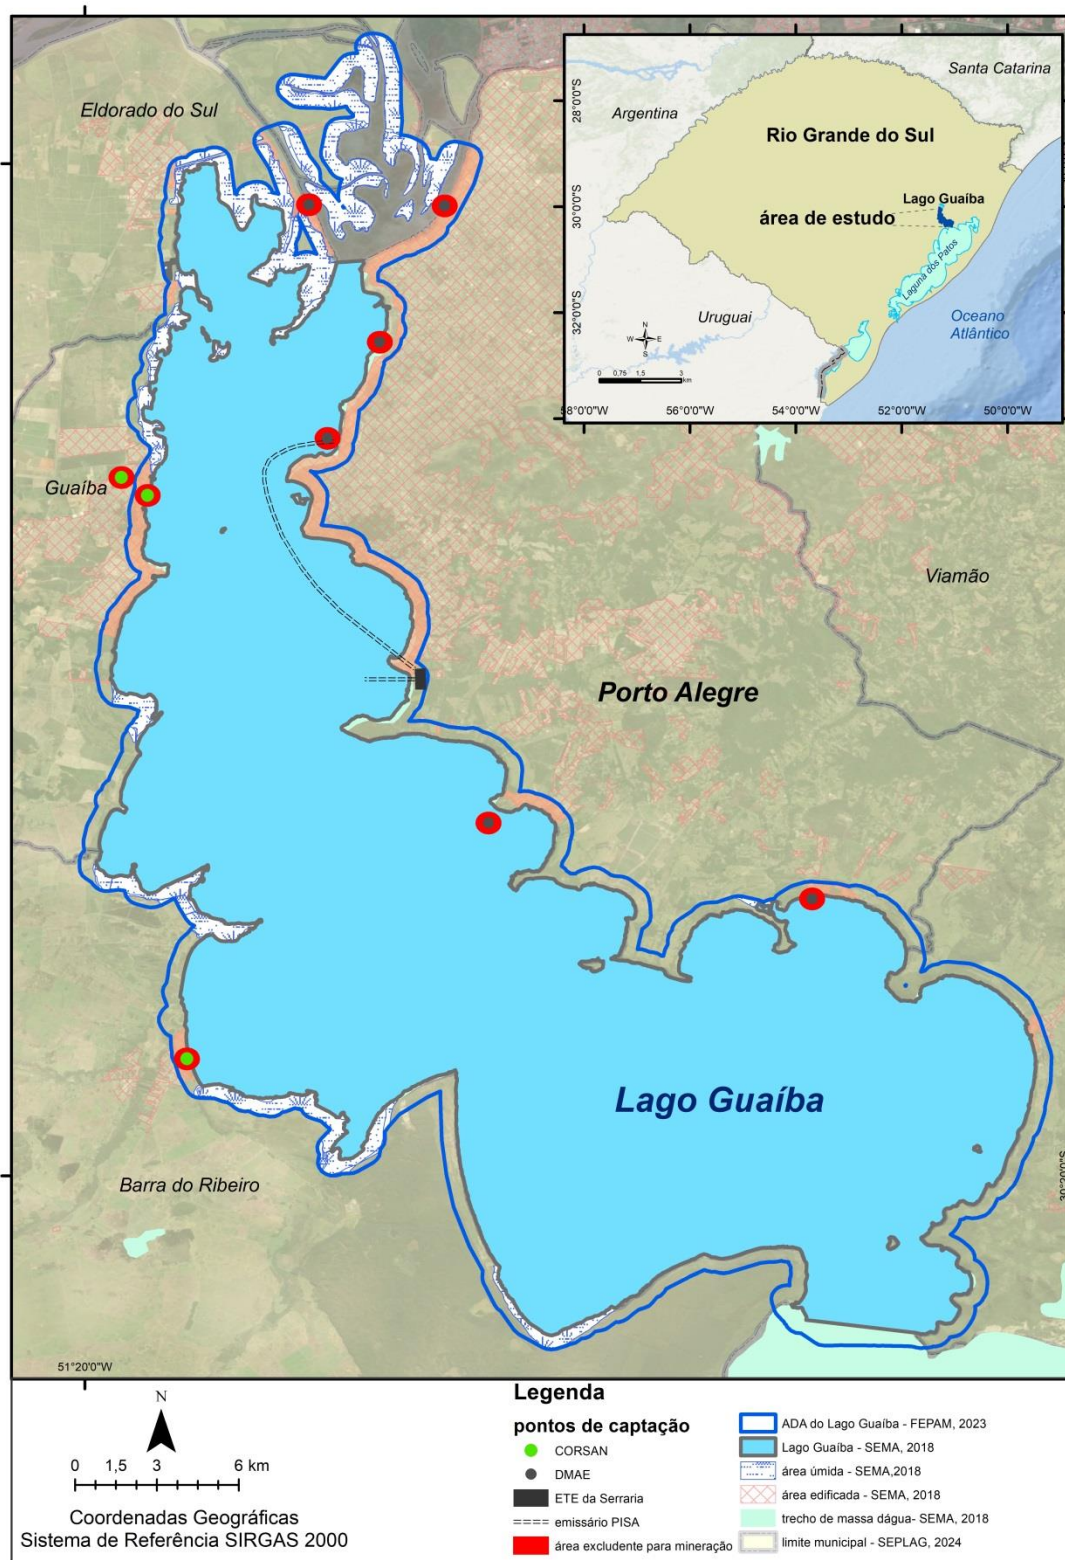 Eldorado do Sul
Santa Catarina
Argentina
28°0'0"S
Rio Grande do Sul
Lago Guaíba
30°0'0"S
área de estudo
Laguna dos Patos
Uruguai
32°0'0"S
Oceano
Atlântico
N
W E
S
0 0,75 1,5 3
km
58°0'0"W 56°0'0"W 54°0'0"W 52°0'0"W 50°0'0"W
Guaíba
Viamão
Porto Alegre
Lago Guaíba
Barra do Ribeiro
30°20'0"S
51°20'0"W
N
0 1,5 3 6 km
Coordenadas Geográficas
Sistema de Referência SIRGAS 2000
Legenda
pontos de captação
CORSAN
DMAE
ETE da Serraria
emissário PISA
área excludente para mineração
ADA do Lago Guaíba - FEPAM, 2023
Lago Guaíba - SEMA, 2018
área úmida - SEMA,2018
área edificada - SEMA, 2018
trecho de massa dágua- SEMA, 2018
limite municipal - SEPLAG, 2024